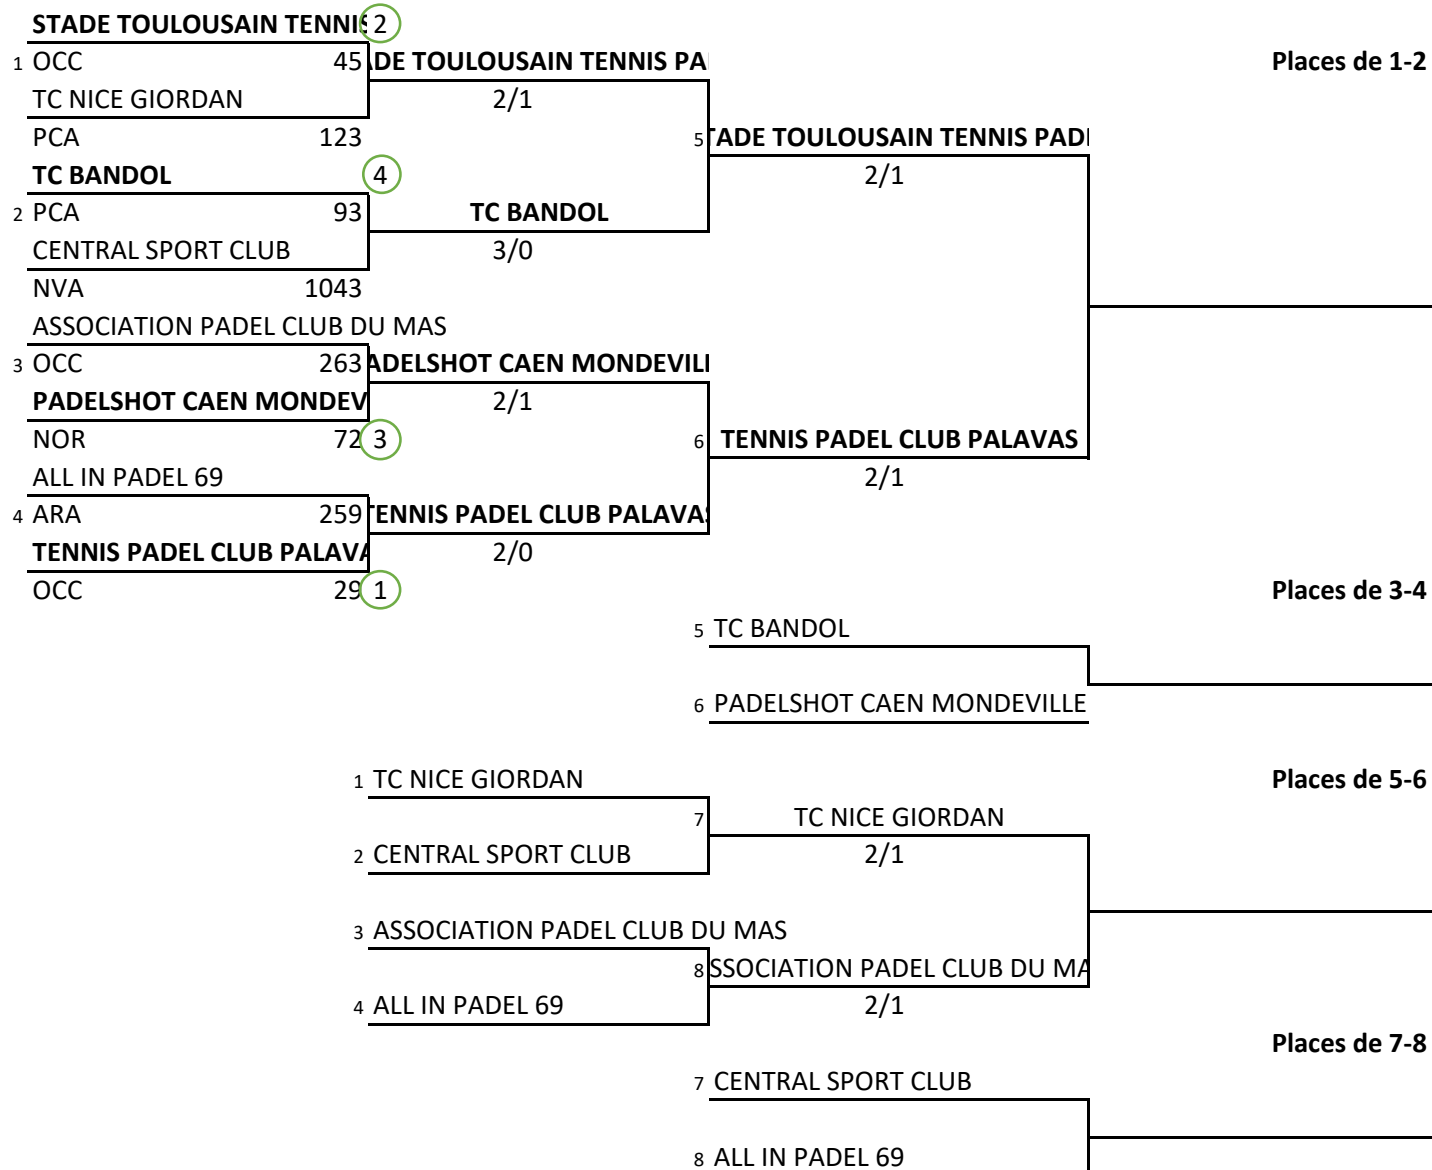 STADE TOULOUSAIN TENNIS 2
1 OCC 45 ADE TOULOUSAIN TENNIS PA Places de 1-2
TC NICE GIORDAN 2/1
PCA 123 5 TADE TOULOUSAIN TENNIS PADI
TC BANDOL 4 2/1
2 PCA 93 TC BANDOL
CENTRAL SPORT CLUB 3/0
NVA 1043
ASSOCIATION PADEL CLUB DU MAS
3 OCC 263 ADELSHOT CAEN MONDEVILL
PADELSHOT CAEN MONDEV 2/1
NOR 72 3 6 TENNIS PADEL CLUB PALAVAS
ALL IN PADEL 69 2/1
4 ARA 259 TENNIS PADEL CLUB PALAVAS
TENNIS PADEL CLUB PALAVA 2/0
OCC 29 1 Places de 3-4
5 TC BANDOL
6 PADELSHOT CAEN MONDEVILLE
1 TC NICE GIORDAN Places de 5-6
7 TC NICE GIORDAN
2 CENTRAL SPORT CLUB 2/1
3 ASSOCIATION PADEL CLUB DU MAS
8 SSOCIATION PADEL CLUB DU MA
4 ALL IN PADEL 69 2/1
Places de 7-8
7 CENTRAL SPORT CLUB
8 ALL IN PADEL 69